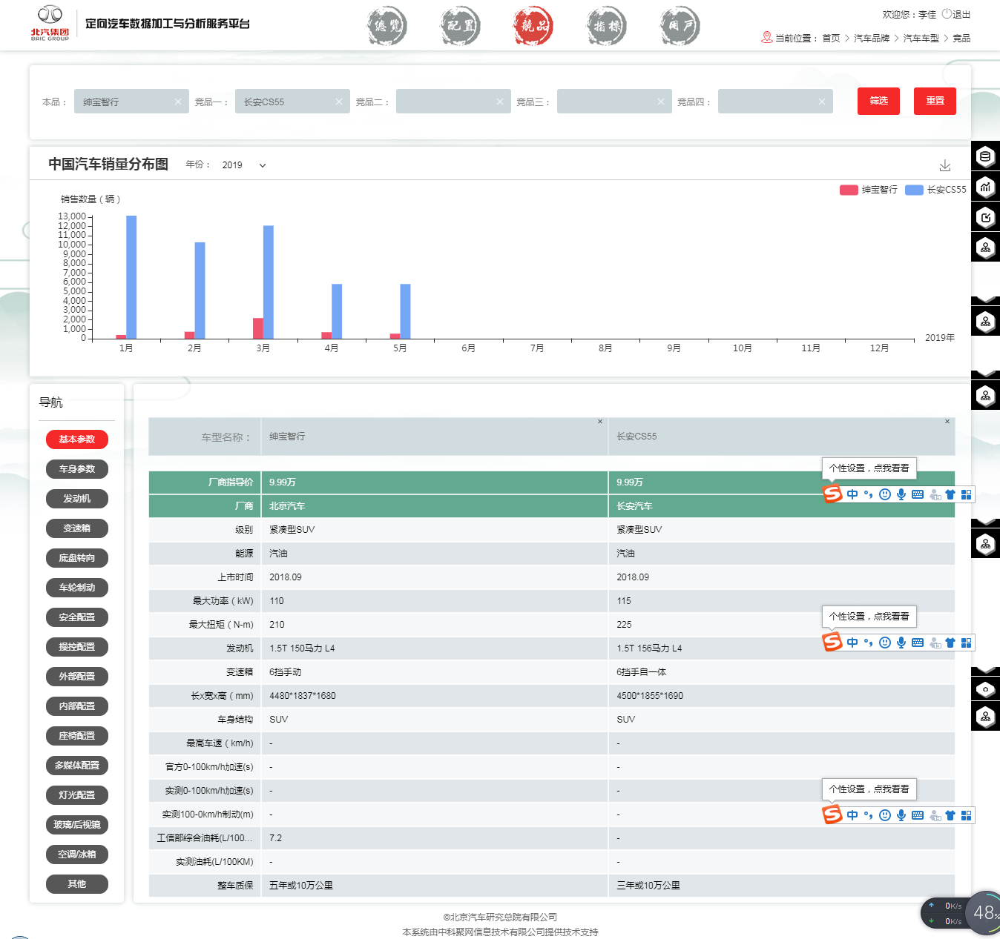 北汽集团
BAIC GROUP
定向汽车数据加工与分析服务平台
總覽
配置
競品
指標
用戶
欢迎您：李佳 退出
当前位置： 首页 > 汽车品牌 > 汽车车型 > 竞品
本品： 绅宝智行 × 竞品一： 长安CS55 × 竞品二： × 竞品三： × 竞品四： × 筛选 重置
中国汽车销量分布图 年份： 2019
绅宝智行 长安CS55
销售数量（辆）
13,000
12,000
11,000
10,000
9,000
8,000
7,000
6,000
5,000
4,000
3,000
2,000
1,000
0
1月 2月 3月 4月 5月 6月 7月 8月 9月 10月 11月 12月 2019年
导航
基本参数
车身参数
发动机
变速箱
底盘转向
车轮制动
安全配置
操控配置
外部配置
内部配置
座椅配置
多媒体配置
灯光配置
玻璃/后视镜
空调/冰箱
其他
车型名称： 绅宝智行 × 长安CS55 ×
厂商指导价 9.99万 9.99万
厂商 北京汽车 长安汽车
级别 紧凑型SUV 紧凑型SUV
能源 汽油 汽油
上市时间 2018.09 2018.09
最大功率（kW） 110 115
最大扭矩（N-m） 210 225
发动机 1.5T 150马力 L4 1.5T 156马力 L4
变速箱 6挡手动 6挡手自一体
长x宽x高（mm） 4480*1837*1680 4500*1855*1690
车身结构 SUV SUV
最高车速（km/h） - -
官方0-100km/h加速(s) - -
实测0-100km/h加速(s) - -
实测100-0km/h制动(m) - -
工信部综合油耗(L/100... 7.2 -
实测油耗(L/100KM) - -
整车质保 五年或10万公里 三年或10万公里
个性设置，点我看看
S 中
个性设置，点我看看
S 中
个性设置，点我看看
S 中
0K/s
0K/s
48%
©北京汽车研究总院有限公司
本系统由中科聚网信息技术有限公司提供技术支持